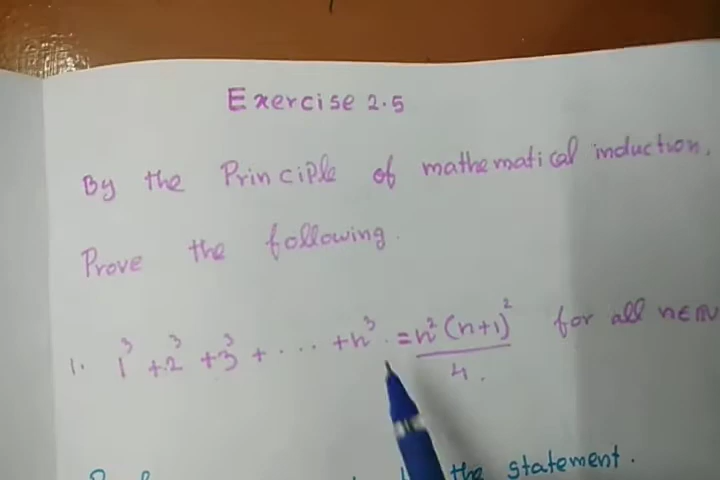 Exercise 2.5
By the Principle of mathematical induction.
Prove the following.
1. 1³ + 2³ + 3³ + .... + n³. = n²(n+1)²/4. for all n∈N
the statement.